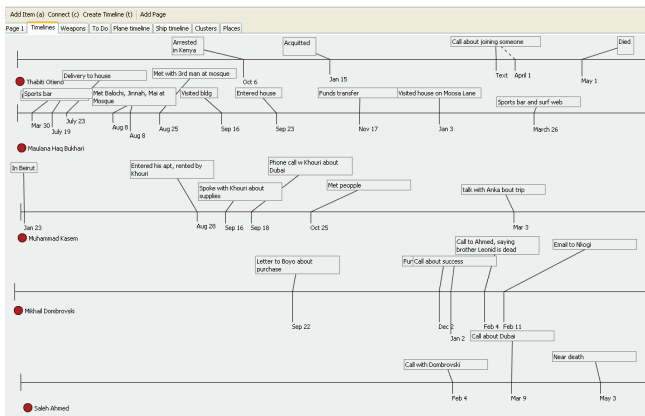 Add Item (a) Connect (c) Create Timeline (t) Add Page
Page 1 Timelines Weapons To Do Plane timeline Ship timeline Clusters Places
Arrested
in Kenya
Acquitted
Call about joining someone
Died
Oct 6
Jan 15
Text
April 1
May 1
Thabiti Otieno
Delivery to house
Met with 3rd man at mosque
Sports bar
Met Balochi, Jinnah, Mai at
Mosque
Visited bldg
Entered house
Funds transfer
Visited house on Moosa Lane
Sports bar and surf web
Mar 30
July 19
July 23
Aug 8
Aug 8
Aug 25
Sep 16
Sep 23
Nov 17
Jan 3
March 26
Maulana Haq Bukhari
In Beirut
Entered his apt, rented by
Khouri
Spoke with Khouri about
supplies
Phone call w Khouri about
Dubai
Met peopple
talk with Anka bout trip
Jan 23
Aug 28
Sep 16
Sep 18
Oct 25
Mar 3
Muhammad Kasem
Letter to Boyo about
purchase
Fur
Call about success
Call to Ahmed, saying
brother Leonid is dead
Email to Nkogi
Sep 22
Dec 2
Jan 2
Feb 4
Feb 11
Mikhail Dombrovski
Call with Dombrovski
Call about Dubai
Near death
Feb 4
Mar 9
May 3
Saleh Ahmed